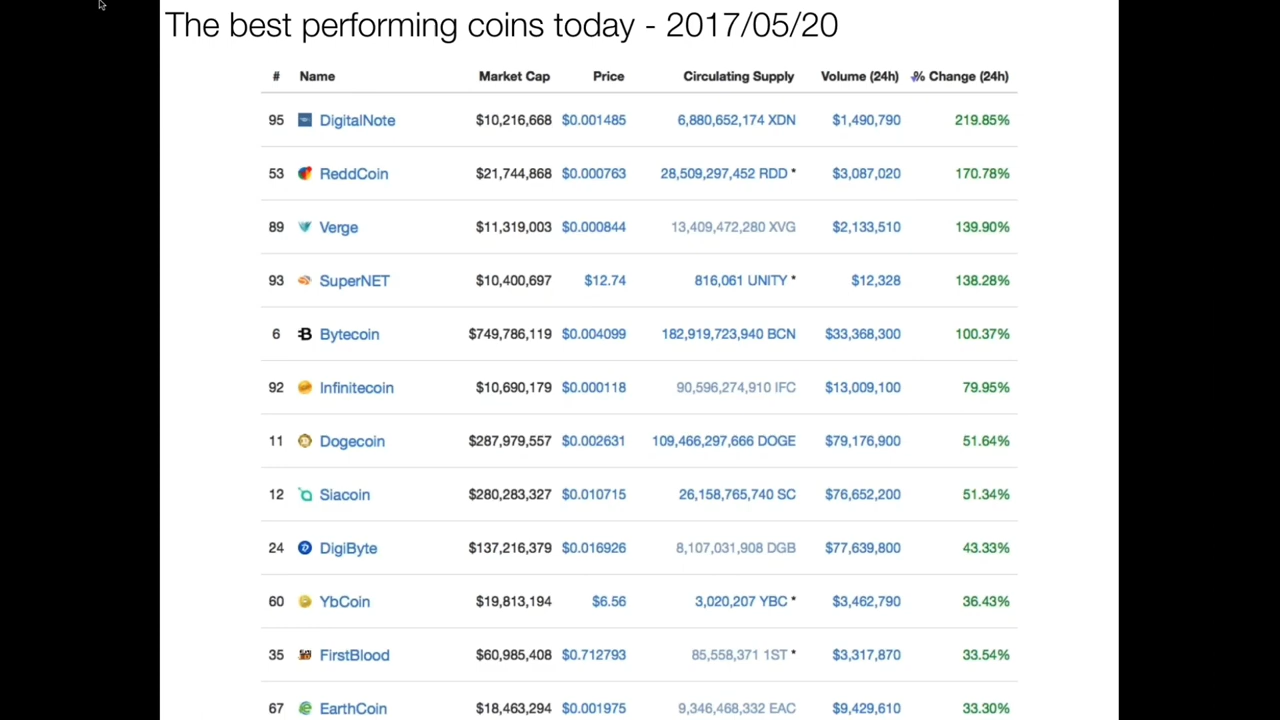 The best performing coins today - 2017/05/20
# Name Market Cap Price Circulating Supply Volume (24h) % Change (24h)
95 DigitalNote $10,216,668 $0.001485 6,880,652,174 XDN $1,490,790 219.85%
53 ReddCoin $21,744,868 $0.000763 28,509,297,452 RDD * $3,087,020 170.78%
89 Verge $11,319,003 $0.000844 13,409,472,280 XVG $2,133,510 139.90%
93 SuperNET $10,400,697 $12.74 816,061 UNITY * $12,328 138.28%
6 Bytecoin $749,786,119 $0.004099 182,919,723,940 BCN $33,368,300 100.37%
92 Infinitecoin $10,690,179 $0.000118 90,596,274,910 IFC $13,009,100 79.95%
11 Dogecoin $287,979,557 $0.002631 109,466,297,666 DOGE $79,176,900 51.64%
12 Siacoin $280,283,327 $0.010715 26,158,765,740 SC $76,652,200 51.34%
24 DigiByte $137,216,379 $0.016926 8,107,031,908 DGB $77,639,800 43.33%
60 YbCoin $19,813,194 $6.56 3,020,207 YBC * $3,462,790 36.43%
35 FirstBlood $60,985,408 $0.712793 85,558,371 1ST * $3,317,870 33.54%
67 EarthCoin $18,463,294 $0.001975 9,346,468,332 EAC $9,429,610 33.30%